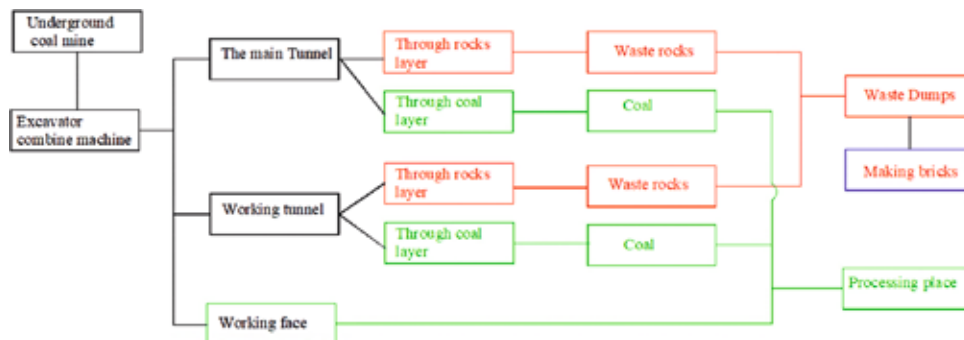 Underground
coal mine
Excavator
combine machine
The main Tunnel
Through rocks
layer
Waste rocks
Through coal
layer
Coal
Waste Dumps
Making bricks
Working tunnel
Through rocks
layer
Waste rocks
Through coal
layer
Coal
Processing place
Working face